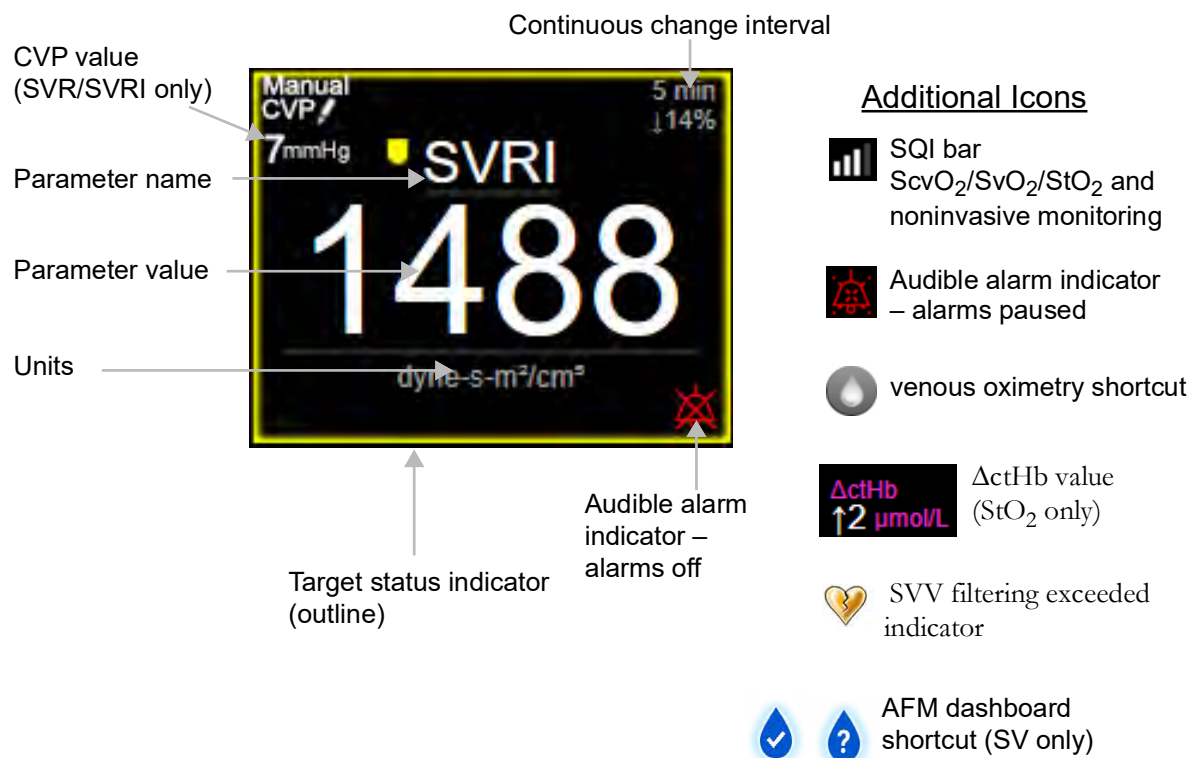 Continuous change interval
CVP value
(SVR/SVRI only)
Manual
CVP
7mmHg
5 min
↓14%
SVRI
1488
dyne-s-m²/cm⁵
Parameter name
Parameter value
Units
Target status indicator
(outline)
Audible alarm
indicator –
alarms off
Additional Icons
SQI bar
ScvO₂/SvO₂/StO₂ and
noninvasive monitoring
Audible alarm indicator
– alarms paused
venous oximetry shortcut
ΔctHb
↑2 μmol/L
ΔctHb value
(StO₂ only)
SVV filtering exceeded
indicator
?
AFM dashboard
shortcut (SV only)